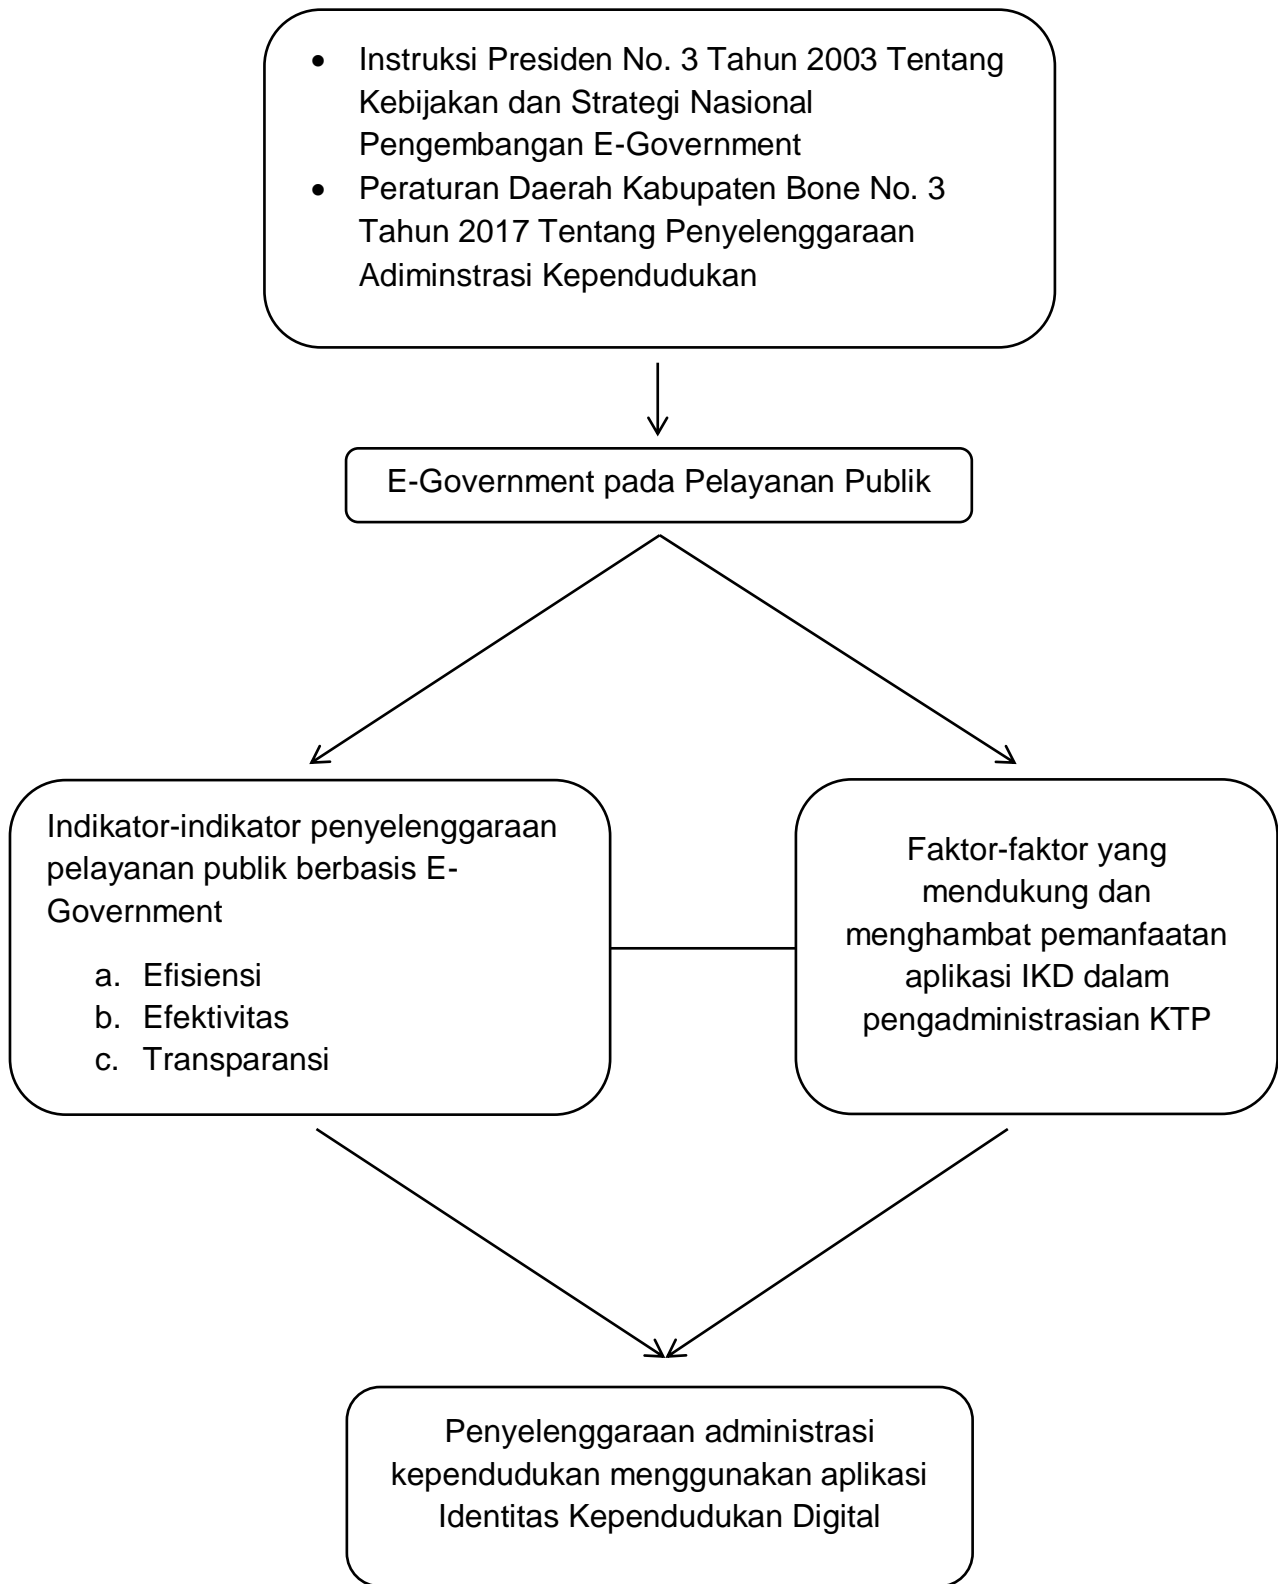 • Instruksi Presiden No. 3 Tahun 2003 Tentang
Kebijakan dan Strategi Nasional
Pengembangan E-Government
• Peraturan Daerah Kabupaten Bone No. 3
Tahun 2017 Tentang Penyelenggaraan
Adiminstrasi Kependudukan
E-Government pada Pelayanan Publik
Indikator-indikator penyelenggaraan
pelayanan publik berbasis E-
Government
a. Efisiensi
b. Efektivitas
c. Transparansi
Faktor-faktor yang
mendukung dan
menghambat pemanfaatan
aplikasi IKD dalam
pengadministrasian KTP
Penyelenggaraan administrasi
kependudukan menggunakan aplikasi
Identitas Kependudukan Digital